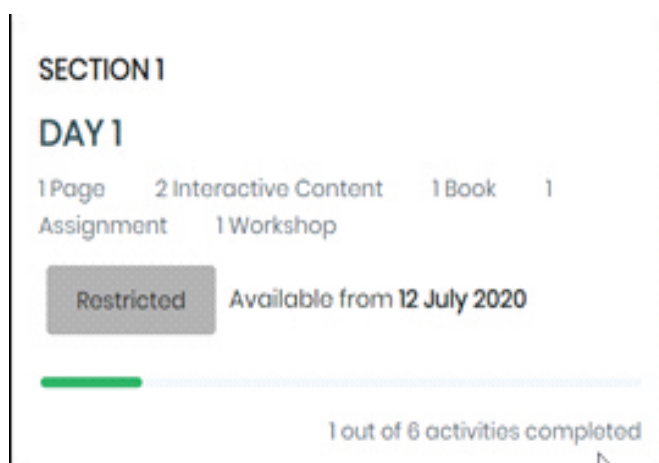 SECTION 1
DAY 1
1 Page 2 Interactive Content 1 Book 1
Assignment 1 Workshop
Restricted Available from 12 July 2020
1 out of 6 activities completed